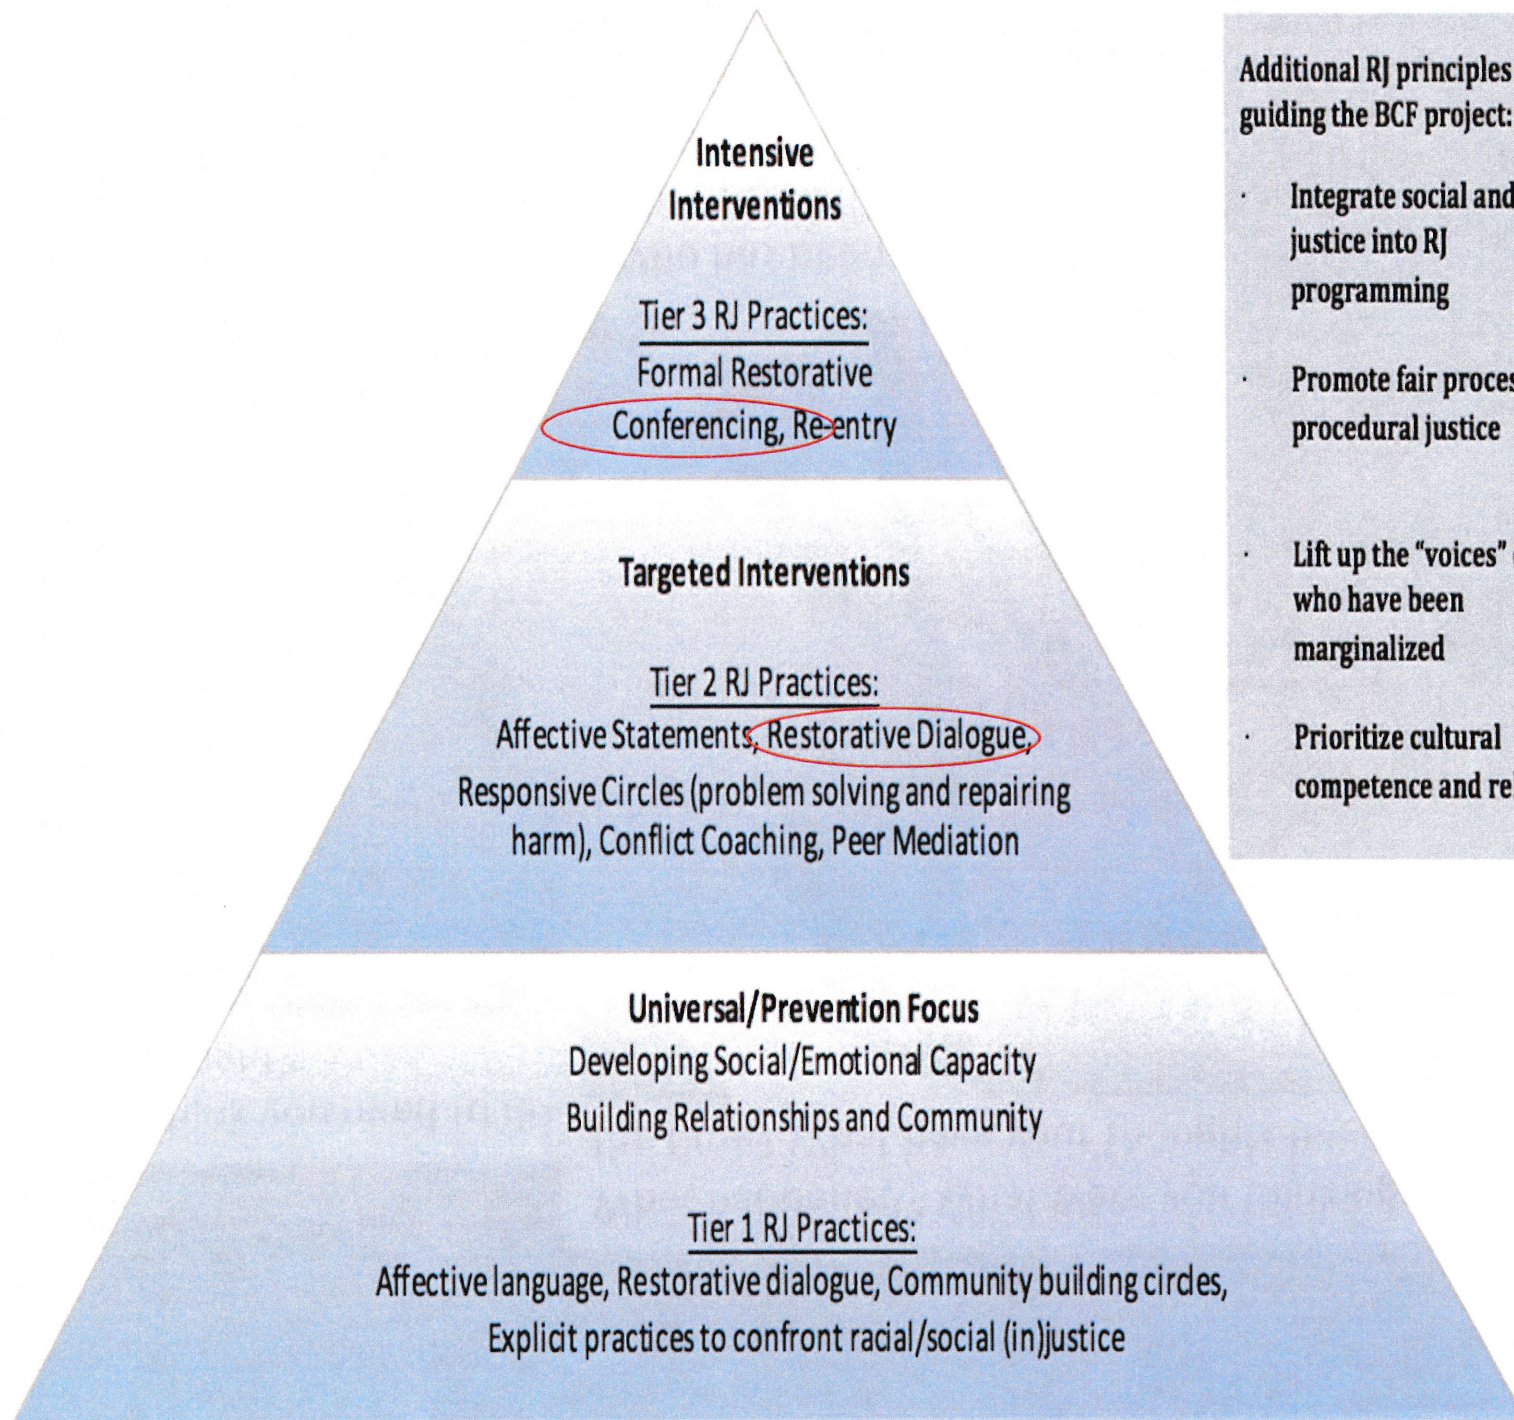 Intensive
Interventions
Tier 3 RJ Practices:
Formal Restorative
Conferencing, Re-entry
Targeted Interventions
Tier 2 RJ Practices:
Affective Statements, Restorative Dialogue,
Responsive Circles (problem solving and repairing
harm), Conflict Coaching, Peer Mediation
Universal/Prevention Focus
Developing Social/Emotional Capacity
Building Relationships and Community
Tier 1 RJ Practices:
Affective language, Restorative dialogue, Community building circles,
Explicit practices to confront racial/social (in)justice
Additional RJ principles
guiding the BCF project:
· Integrate social and
justice into RJ
programming
· Promote fair
procedural justice
· Lift up the “voices”
who have been
marginalized
· Prioritize cultural
competence and